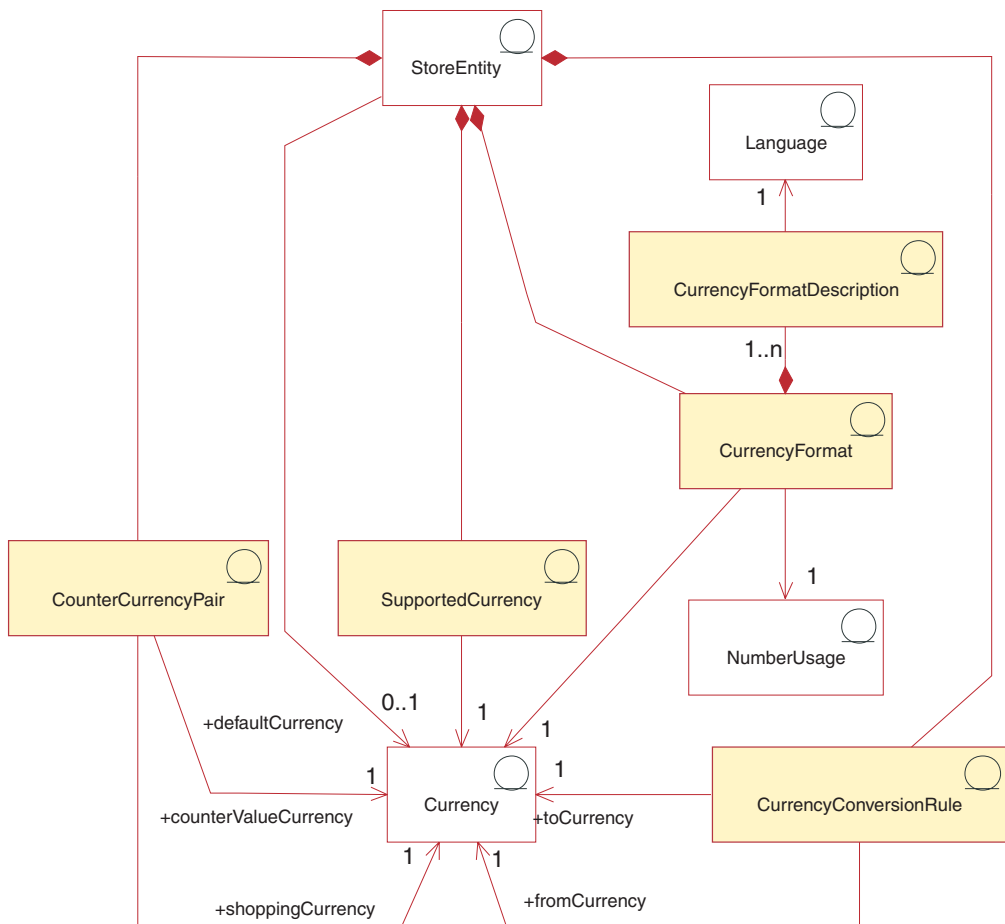 StoreEntity
Language
1
CurrencyFormatDescription
1..n
CurrencyFormat
CounterCurrencyPair
SupportedCurrency
1
NumberUsage
0..1
1
+defaultCurrency
1
1
1
Currency
CurrencyConversionRule
+counterValueCurrency
+toCurrency
1
1
+shoppingCurrency
+fromCurrency